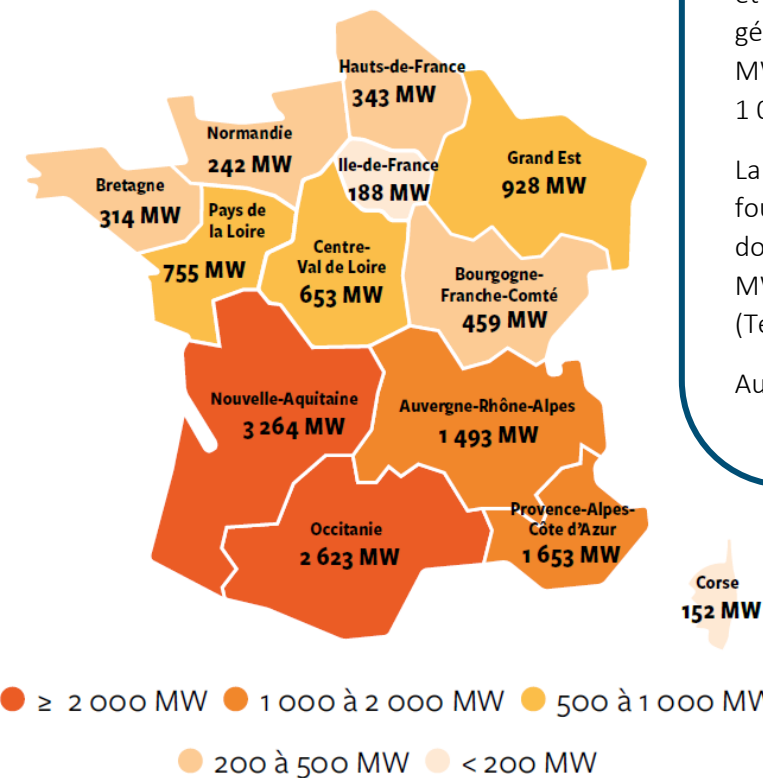 Hauts-de-France
343 MW
Normandie
242 MW
Ile-de-France
188 MW
Grand Est
928 MW
Bretagne
314 MW
Pays de
la Loire
755 MW
Centre-
Val de Loire
653 MW
Bourgogne-
Franche-Comté
459 MW
Nouvelle-Aquitaine
3 264 MW
Auvergne-Rhône-Alpes
1 493 MW
Occitanie
2 623 MW
Provence-Alpes-
Côte d'Azur
1 653 MW
Corse
152 MW
≥ 2 000 MW
1 000 à 2 000 MW
500 à 1 000 MW
200 à 500 MW
< 200 MW
La
(Te
Au